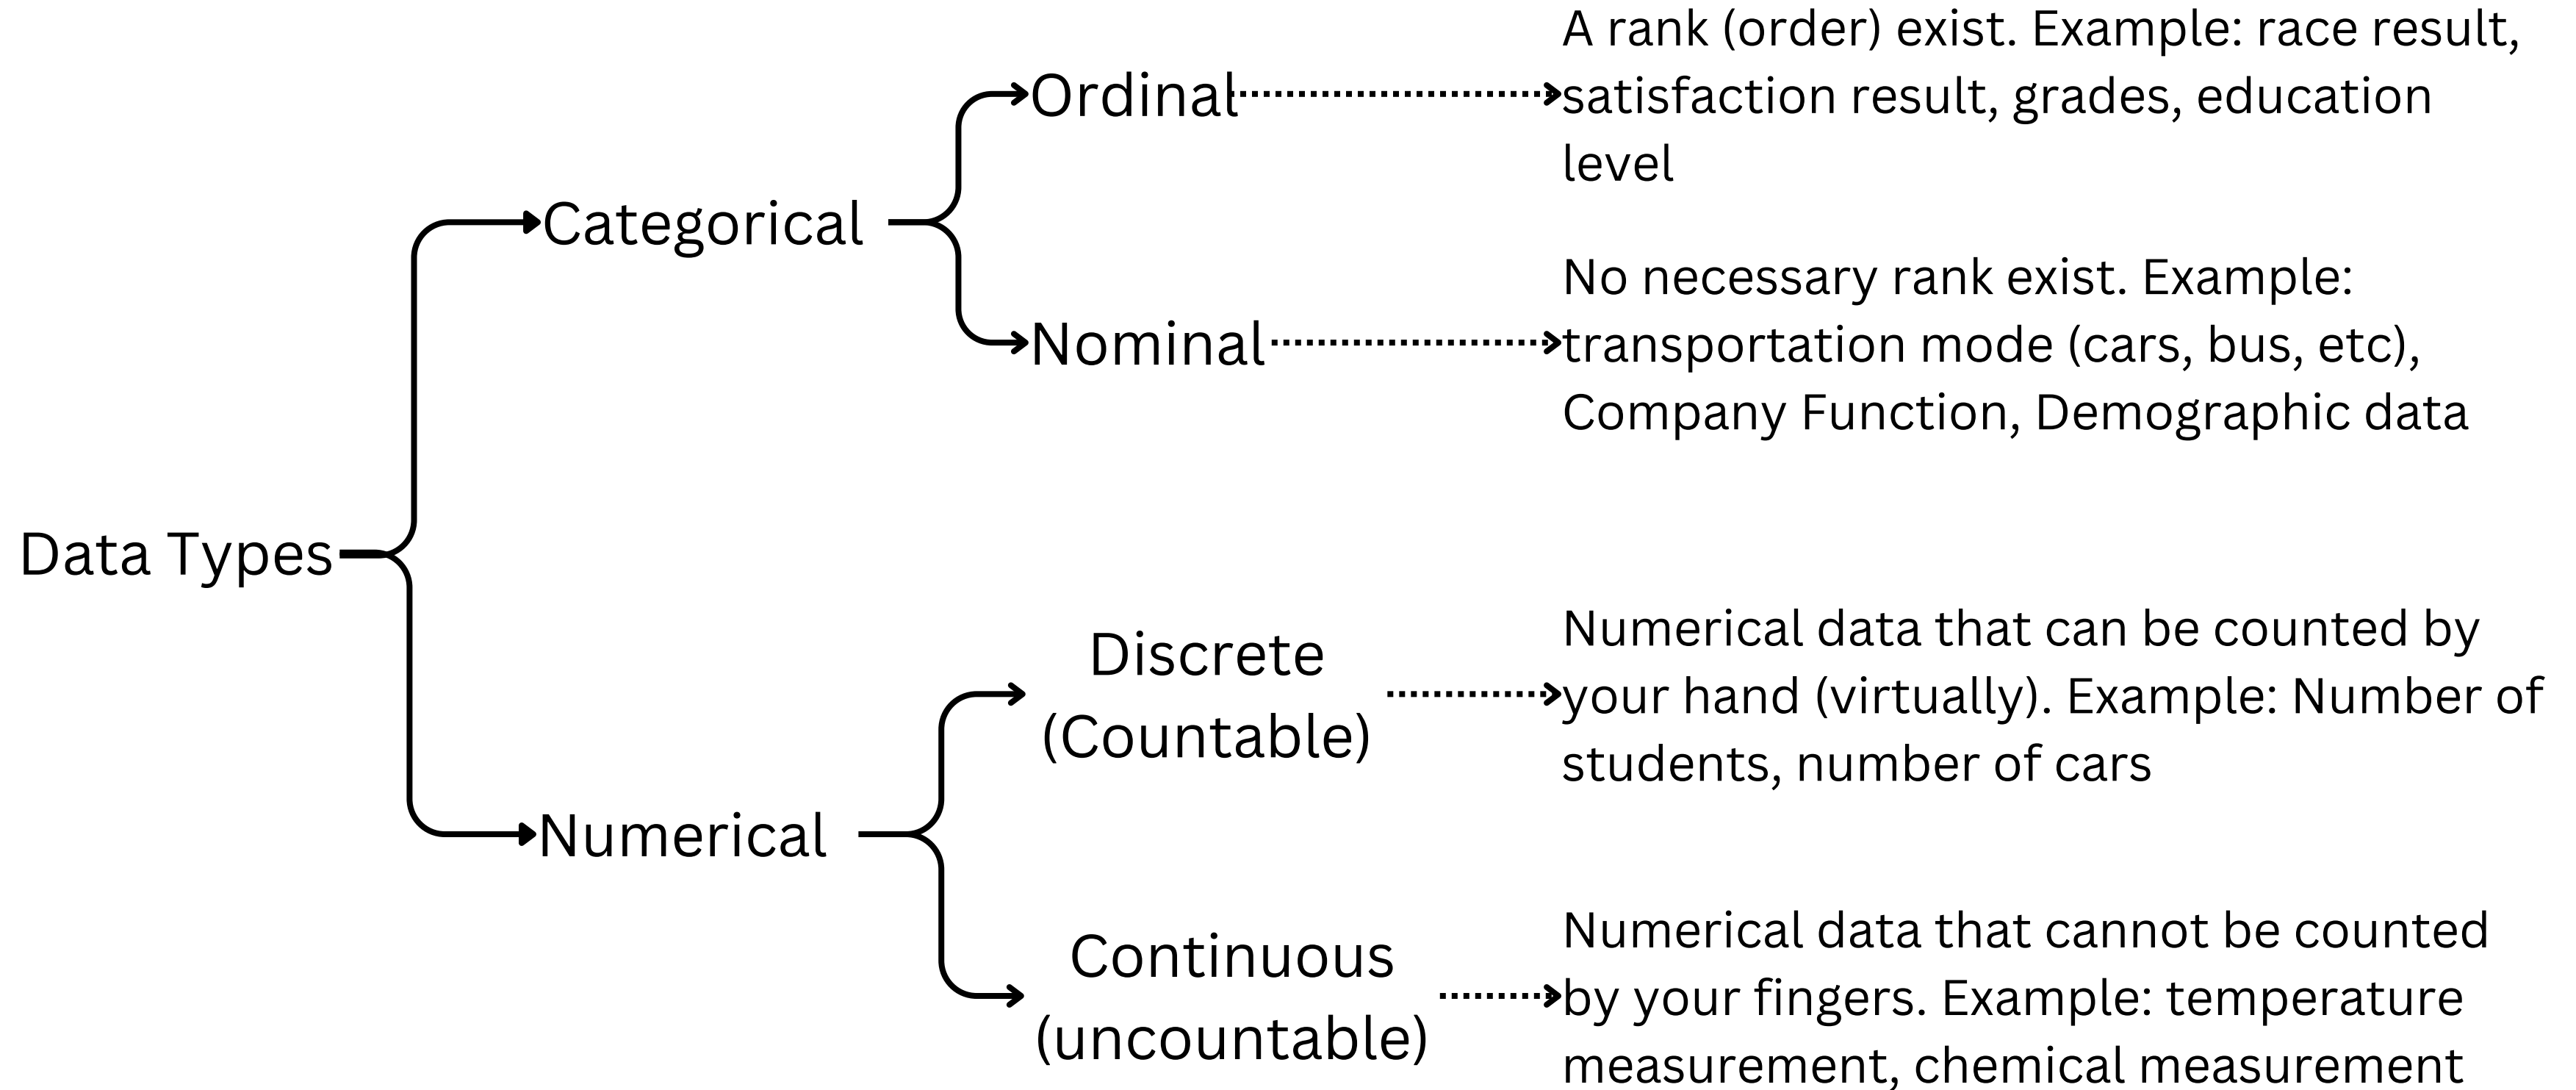 Data Types
Categorical
Ordinal
A rank (order) exist. Example: race result,
satisfaction result, grades, education
level
Nominal
No necessary rank exist. Example:
transportation mode (cars, bus, etc),
Company Function, Demographic data
Numerical
Discrete
(Countable)
Numerical data that can be counted by
your hand (virtually). Example: Number of
students, number of cars
Continuous
(uncountable)
Numerical data that cannot be counted
by your fingers. Example: temperature
measurement, chemical measurement